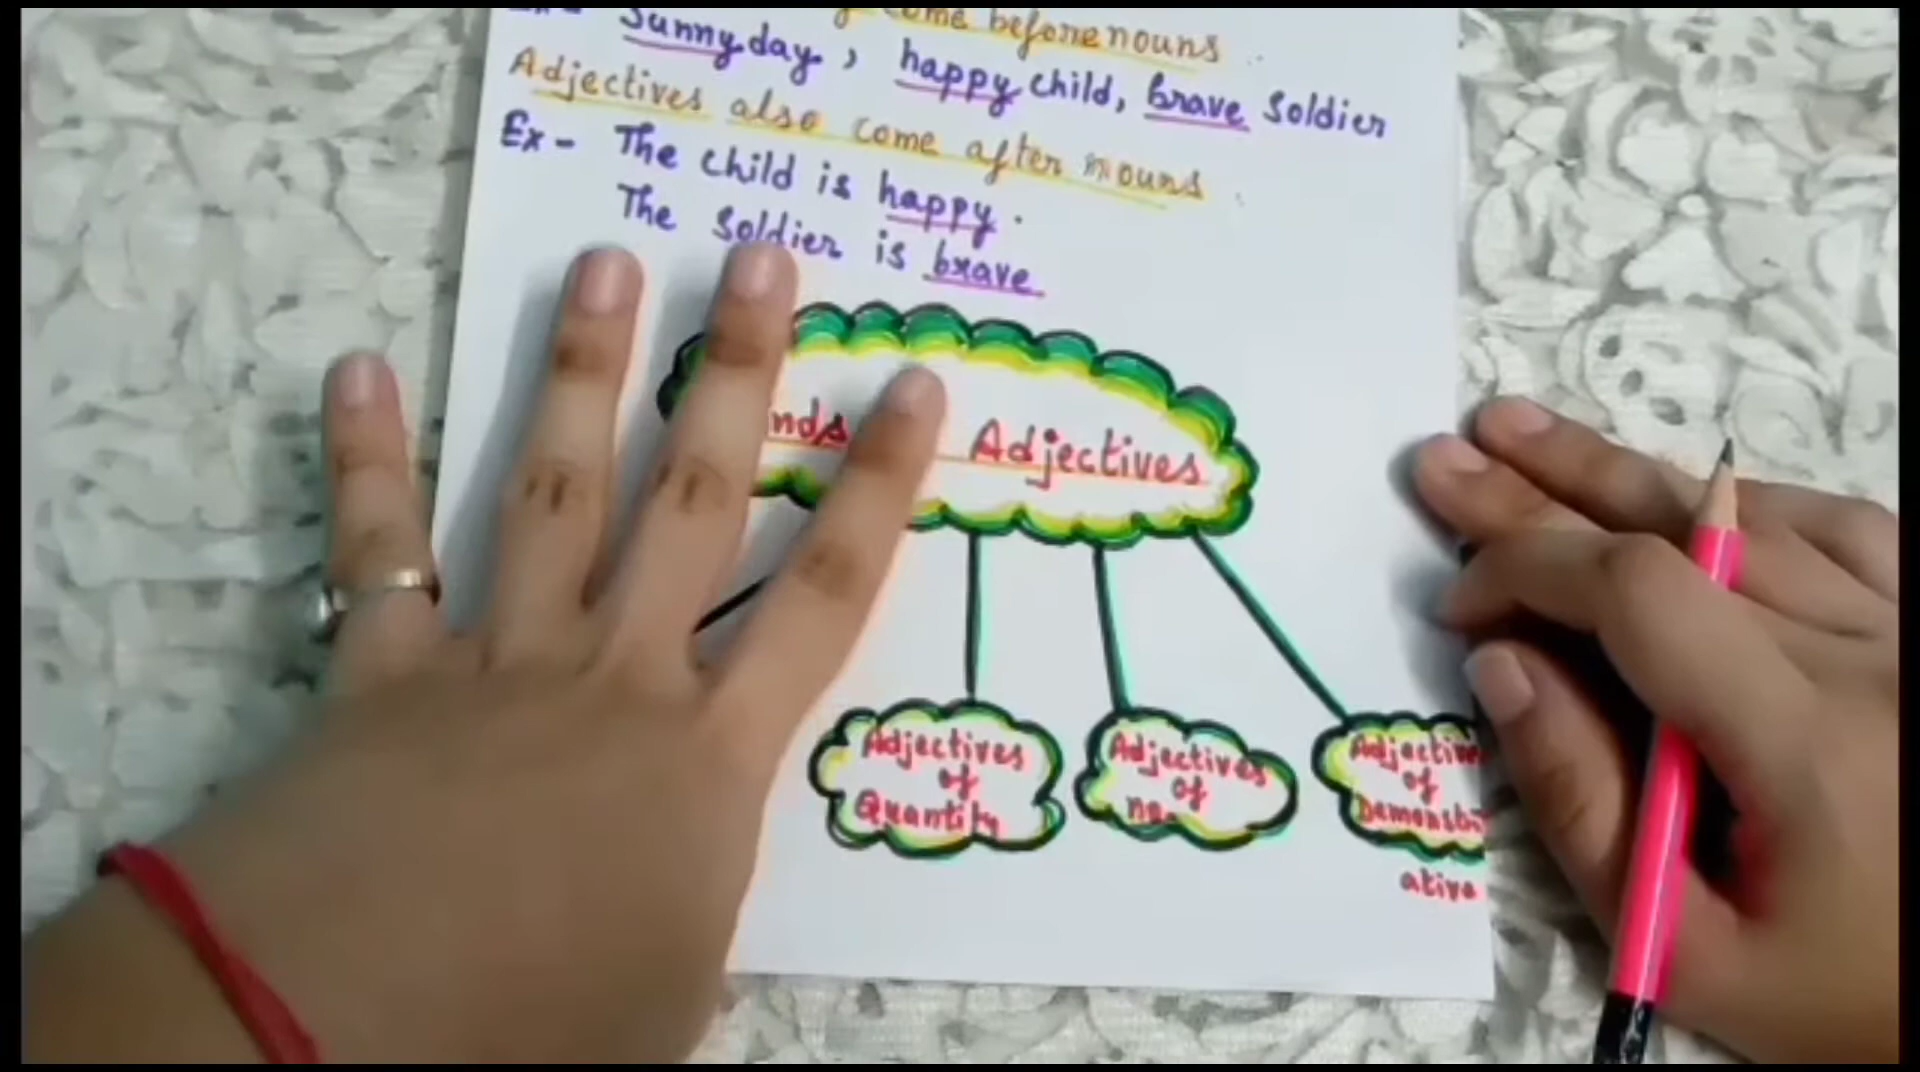 come before nouns
Sunny day, happy child, brave Soldier
Adjectives also come after nouns.
Ex- The child is happy.
The Soldier is brave
Adjectives
Adjectives
of
Quantity
Adjectives
of
no.
of
ative